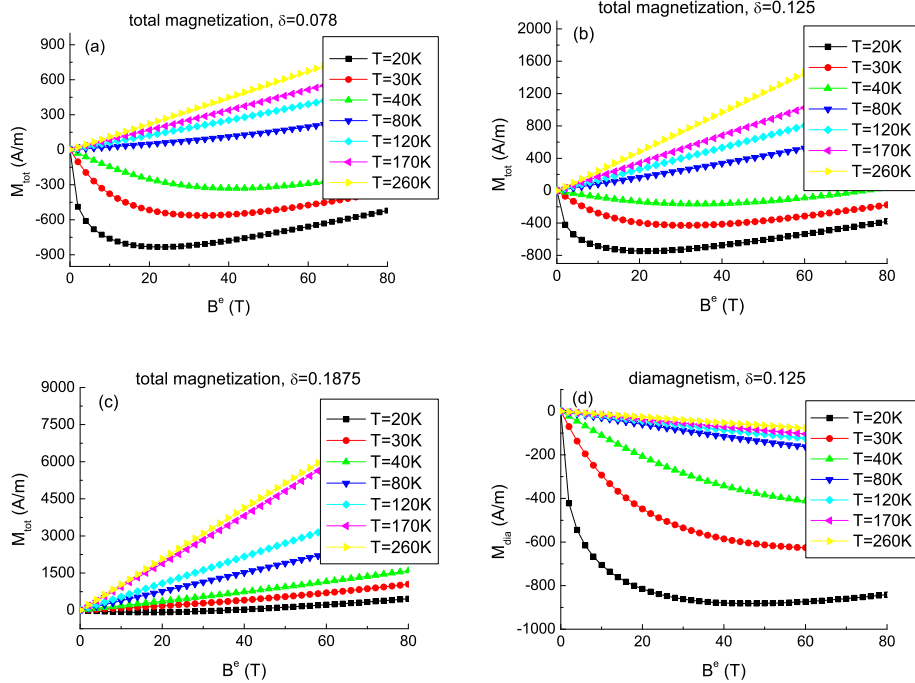 total magnetization, δ=0.078
(a)
900
600
300
0
-300
-600
-900
M_tot (A/m)
0 20 40 60 80
B^e (T)
T=20K
T=30K
T=40K
T=80K
T=120K
T=170K
T=260K
total magnetization, δ=0.125
(b)
2000
1600
1200
800
400
0
-400
-800
M_tot (A/m)
0 20 40 60 80
B^e (T)
T=20K
T=30K
T=40K
T=80K
T=120K
T=170K
T=260K
total magnetization, δ=0.1875
(c)
9000
7500
6000
4500
3000
1500
0
M_tot (A/m)
0 20 40 60 80
B^e (T)
T=20K
T=30K
T=40K
T=80K
T=120K
T=170K
T=260K
diamagnetism, δ=0.125
(d)
0
-200
-400
-600
-800
-1000
M_dia (A/m)
0 20 40 60 80
B^e (T)
T=20K
T=30K
T=40K
T=80K
T=120K
T=170K
T=260K